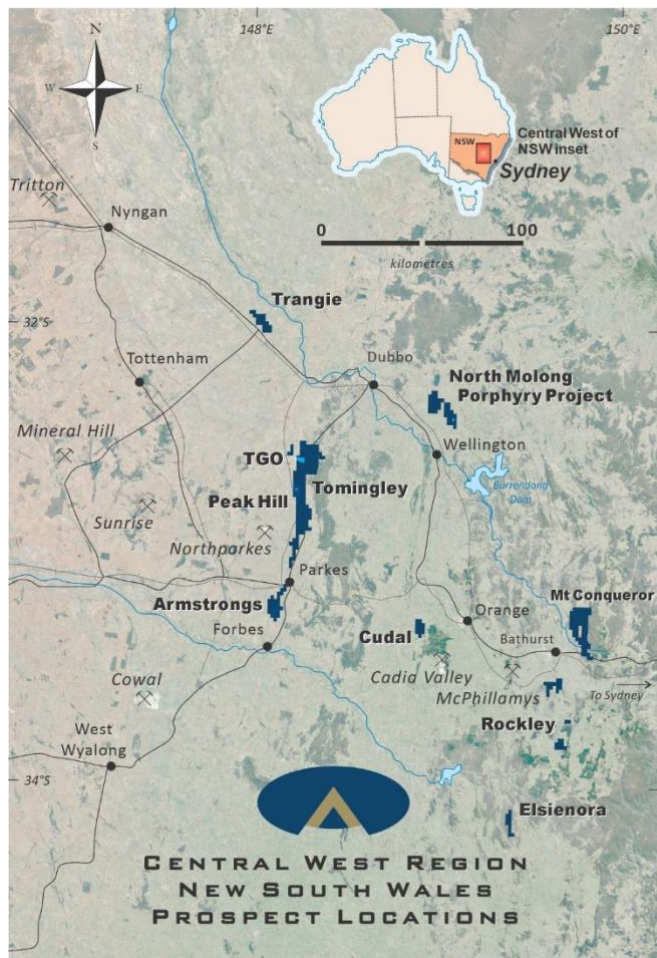 148°E
150°E
N
W
E
S
NSW
Central West of
NSW inset
Sydney
Tritton
Nyngan
0
100
kilometres
Trangie
32°S
Tottenham
Dubbo
North Molong
Porphyry Project
Mineral Hill
Wellington
TGO
Tomingley
Peak Hill
Burrendong
Dam
Sunrise
Northparkes
Parkes
Armstrongs
Mt Conqueror
Orange
Forbes
Cudal
Bathurst
Cadia Valley
Cowal
McPhillamys
To Sydney
West
Wyalong
Rockley
34°S
Elsienora
CENTRAL WEST REGION
NEW SOUTH WALES
PROSPECT LOCATIONS